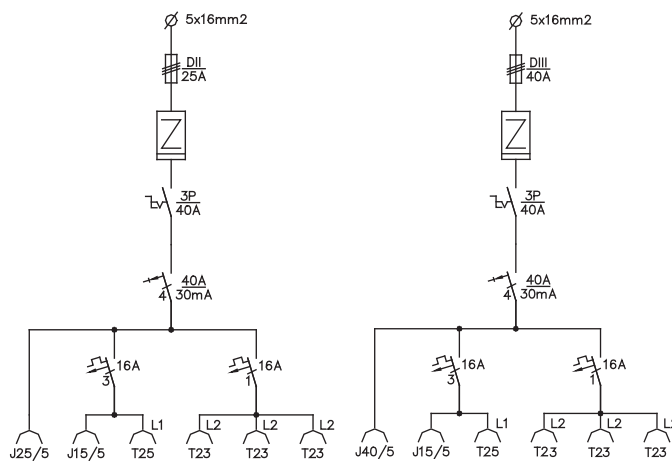 5x16mm2
DII
25A
Z
3P
40A
40A
4 30mA
16A
3
16A
1
L1
L2
L2
L2
J25/5
J15/5
T25
T23
T23
T23
5x16mm2
DIII
40A
Z
3P
40A
40A
4 30mA
16A
3
16A
1
L1
L2
L2
L2
J40/5
J15/5
T25
T23
T23
T23